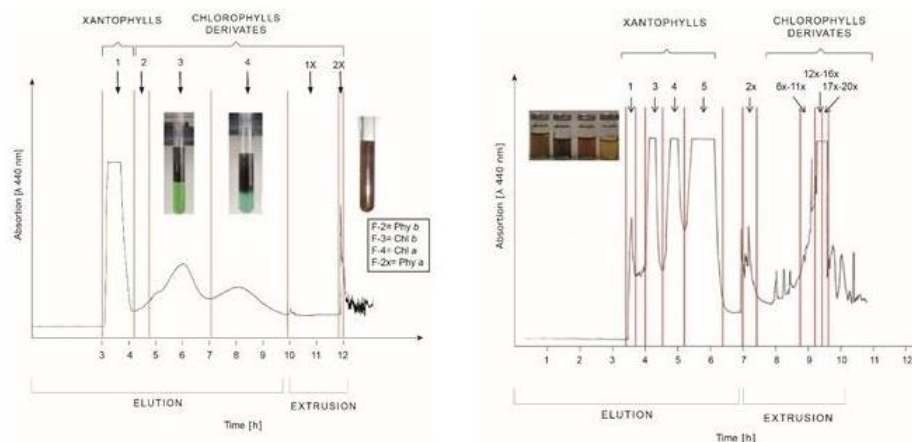 XANTOPHYLLS
CHLOROPHYLLS
DERIVATES
1 2 3 4 1X 2X
Absortion [λ 440 nm]
F-2= Phy b
F-3= Chl b
F-4= Chl a
F-2x= Phy a
3 4 5 6 7 8 9 10 11 12
ELUTION EXTRUSION
Time [h]
XANTOPHYLLS
CHLOROPHYLLS
DERIVATES
12x-16x
1 3 4 5 2x 6x-11x 17x-20x
Absortion [λ 440 nm]
1 2 3 4 5 6 7 8 9 10 11 12
ELUTION EXTRUSION
Time [h]